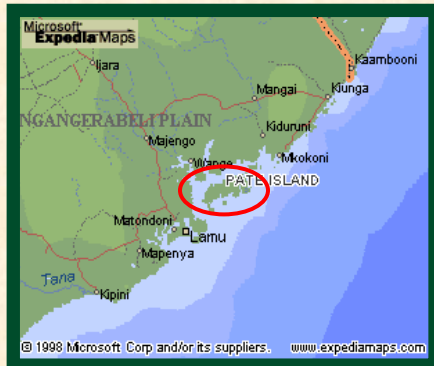 Microsoft
Expedia Maps
Ijara
Kaambooni
Mangai
Kiunga
NGANGERABELI PLAIN
Kiduruni
Majengo
Mkokoni
Wange
PATE ISLAND
Matondoni
Lamu
Mapenya
Tana
Kipini
© 1998 Microsoft Corp and/or its suppliers. www.expediamaps.com